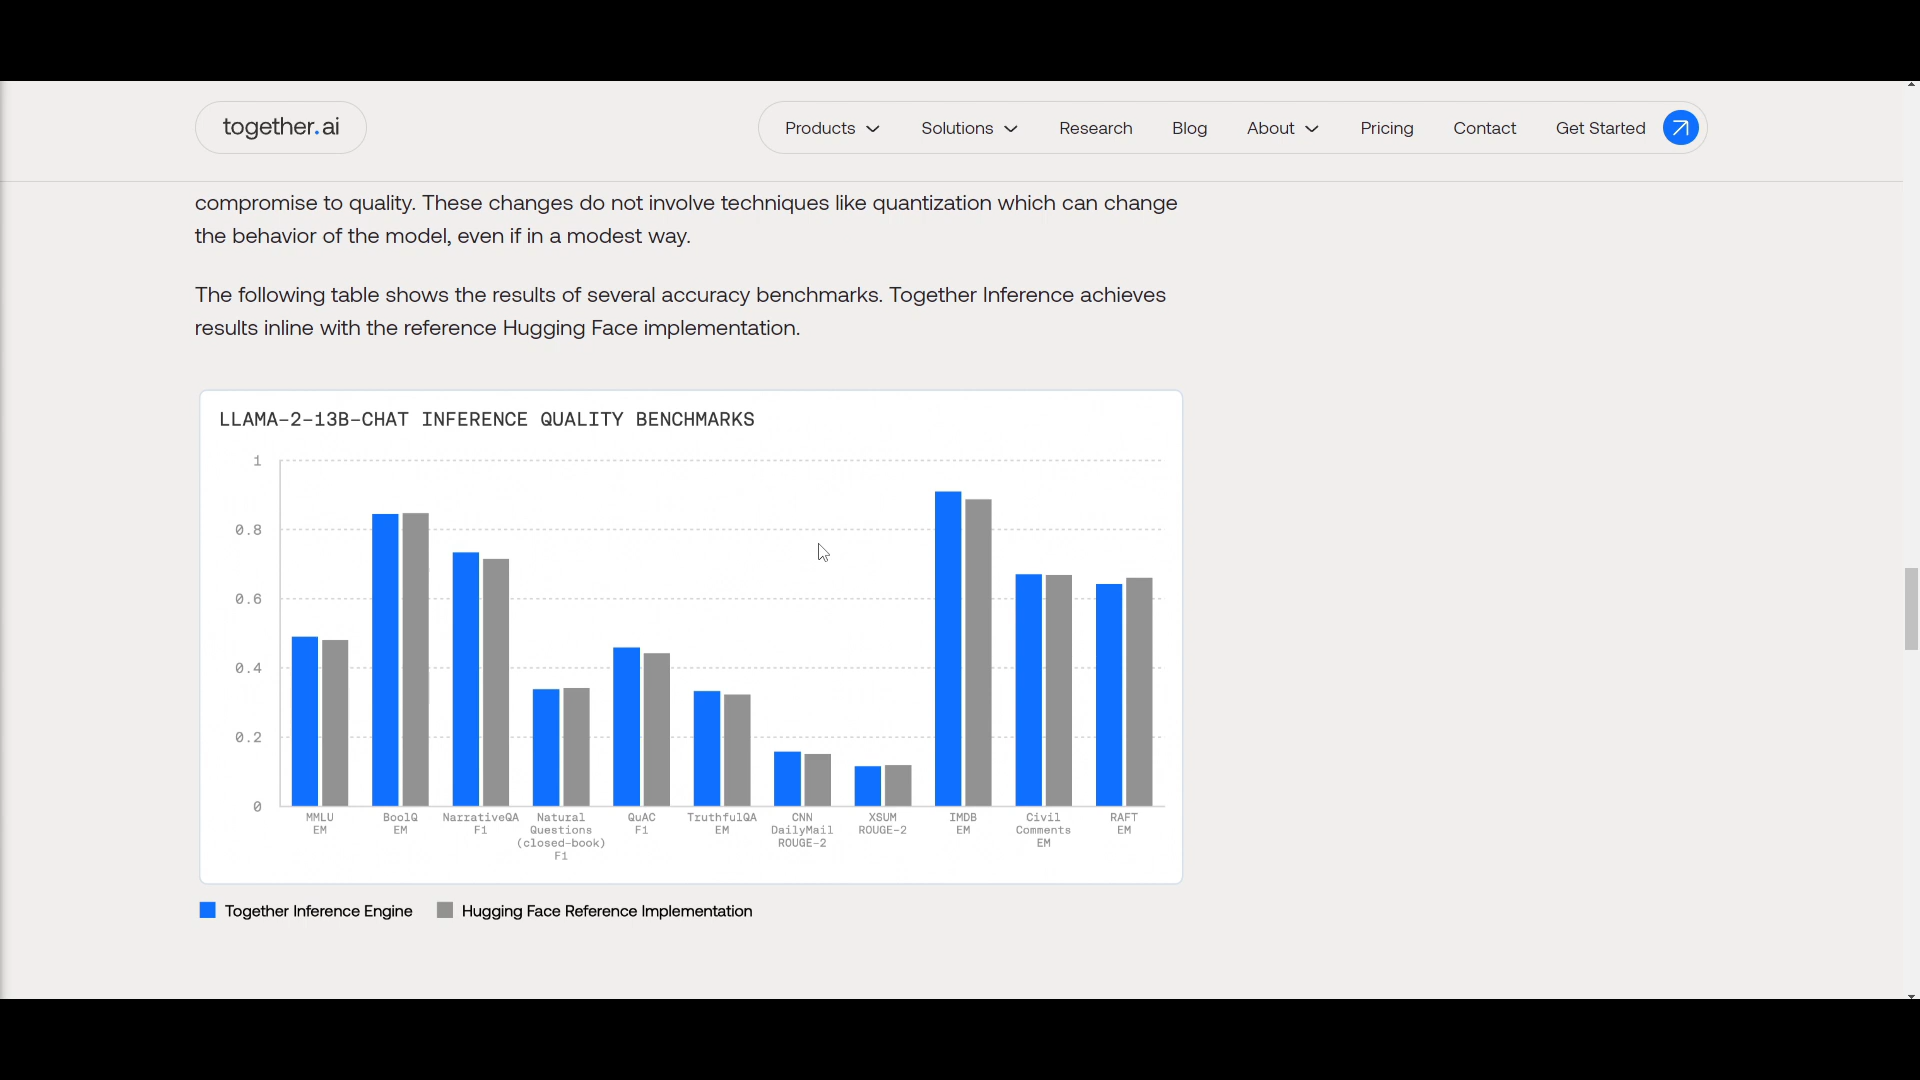 together.ai
Products
Solutions
Research
Blog
About
Pricing
Contact
Get Started
compromise to quality. These changes do not involve techniques like quantization which can change
the behavior of the model, even if in a modest way.
The following table shows the results of several accuracy benchmarks. Together Inference achieves
results inline with the reference Hugging Face implementation.
LLAMA-2-13B-CHAT INFERENCE QUALITY BENCHMARKS
1
0.8
0.6
0.4
0.2
0
MMLU
EM
BoolQ
EM
NarrativeQA
F1
Natural
Questions
(closed-book)
F1
QuAC
F1
TruthfulQA
EM
CNN
DailyMail
ROUGE-2
XSUM
ROUGE-2
IMDB
EM
Civil
Comments
EM
RAFT
EM
Together Inference Engine
Hugging Face Reference Implementation